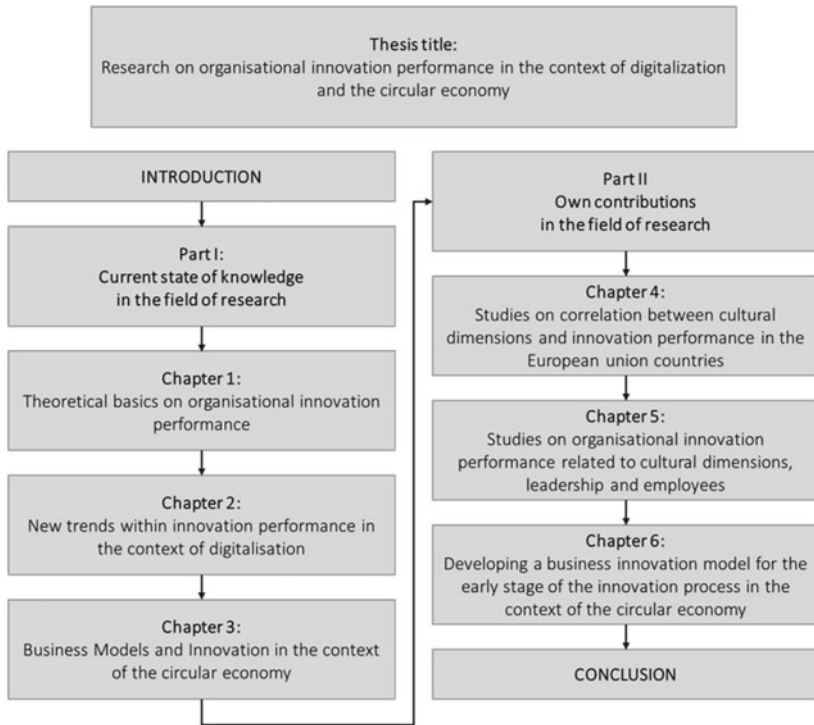 Thesis title:
Research on organisational innovation performance in the context of digitalization
and the circular economy
INTRODUCTION
Part I:
Current state of knowledge
in the field of research
Chapter 1:
Theoretical basics on organisational innovation
performance
Chapter 2:
New trends within innovation performance in
the context of digitalisation
Chapter 3:
Business Models and Innovation in the context
of the circular economy
Part II
Own contributions
in the field of research
Chapter 4:
Studies on correlation between cultural
dimensions and innovation performance in the
European union countries
Chapter 5:
Studies on organisational innovation
performance related to cultural dimensions,
leadership and employees
Chapter 6:
Developing a business innovation model for the
early stage of the innovation process in the
context of the circular economy
CONCLUSION